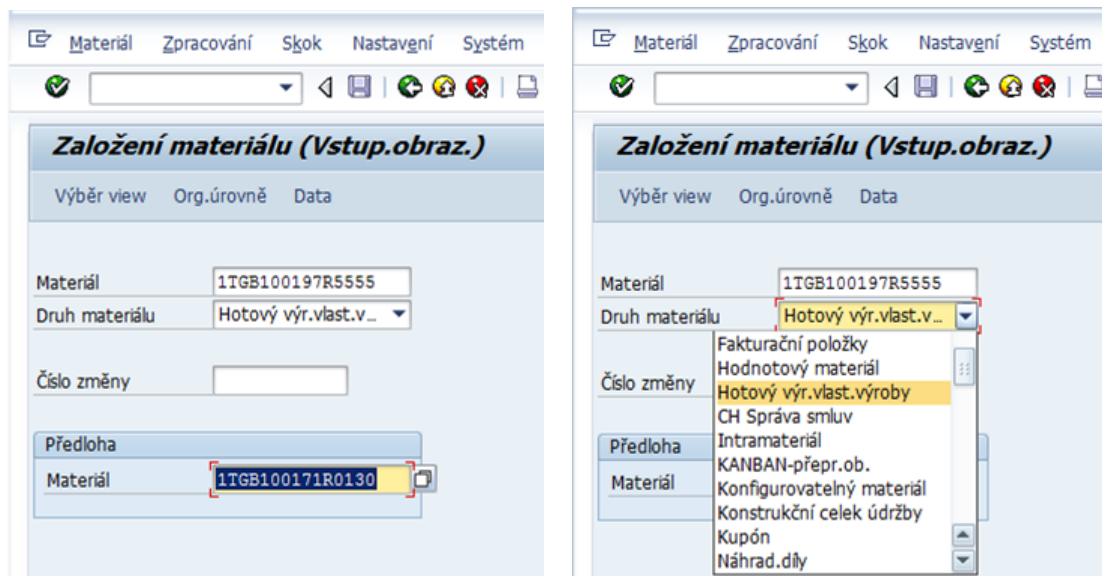 Materiál Zpracování Skok Nastavení Systém
Založení materiálu (Vstup.obraz.)
Výběr view Org.úrovně Data
Materiál 1TGB100197R5555
Druh materiálu Hotový výr.vlast.v...
Číslo změny
Předloha
Materiál 1TGB100171R0130
Materiál Zpracování Skok Nastavení Systém
Založení materiálu (Vstup.obraz.)
Výběr view Org.úrovně Data
Materiál 1TGB100197R5555
Druh materiálu Hotový výr.vlast.v...
Fakturační položky
Hodnotový materiál
Číslo změny
Hotový výr.vlast.výroby
CH Správa smluv
Předloha
Intramateriál
KANBAN-přepr.ob.
Materiál
Konfigurovatelný materiál
Konstrukční celek údržby
Kupón
Náhrad.díly